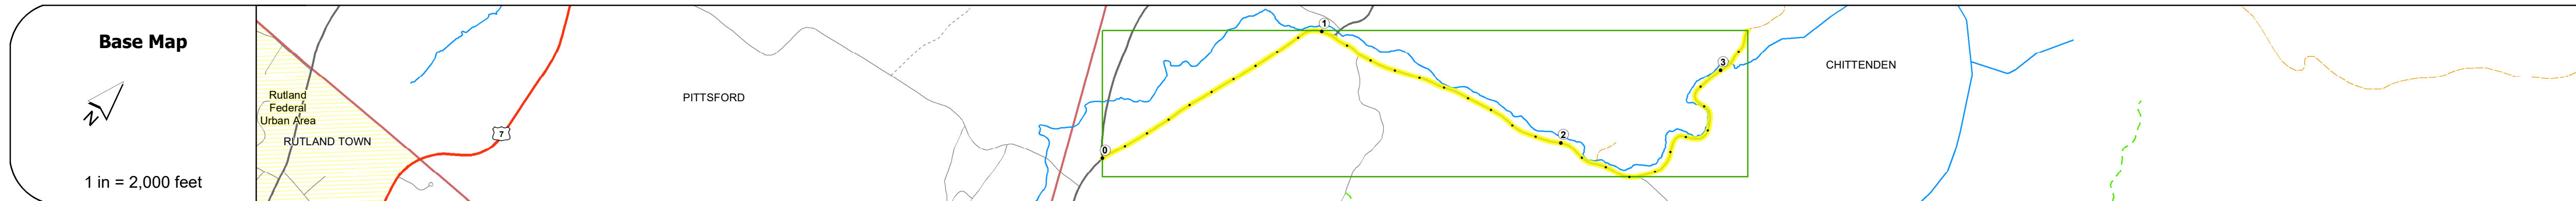 Base Map
N
1 in = 2,000 feet
Rutland
Federal
Urban Area
RUTLAND TOWN
7
PITTSFORD
0
1
2
3
CHITTENDEN